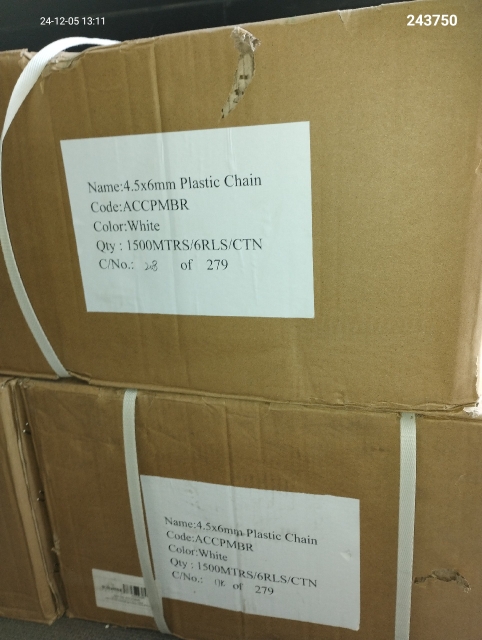 24-12-05 13:11
243750
Name:4.5x6mm Plastic Chain
Code:ACCPMBR
Color:White
Qty : 1500MTRS/6RLS/CTN
C/No.: 208 of 279
Name:4.5x6mm Plastic Chain
Code:ACCPMBR
Color:White
Qty : 1500MTRS/6RLS/CTN
C/No.: of 279